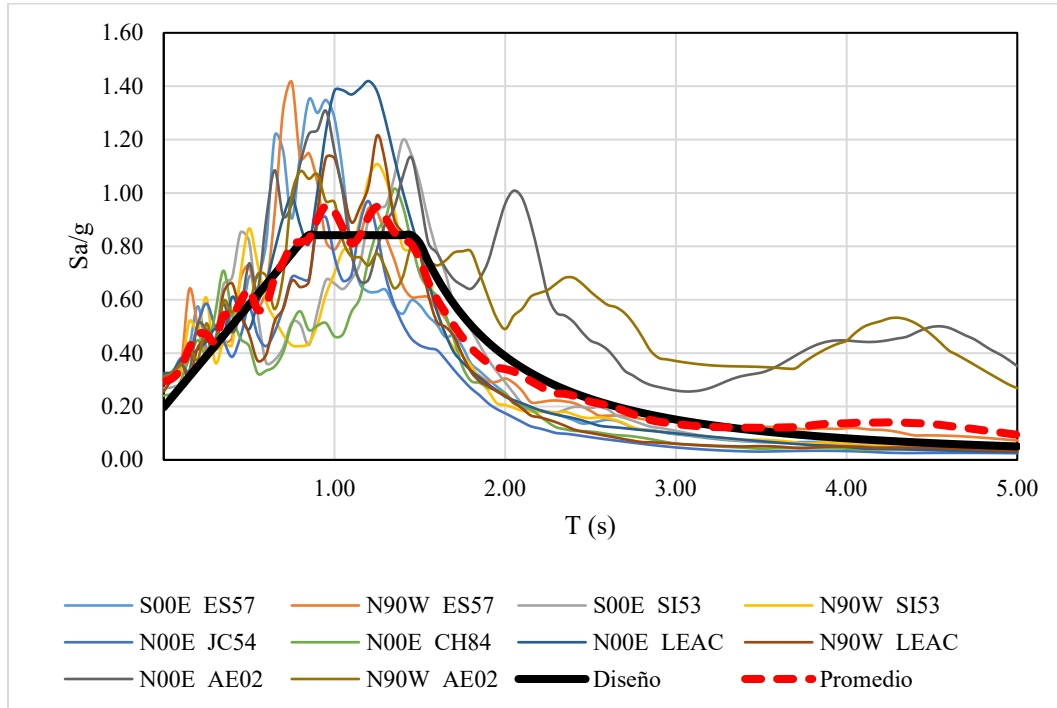 1.60
1.40
1.20
1.00
0.80
0.60
0.40
0.20
0.00
Sa/g
1.00 2.00 3.00 4.00 5.00
T (s)
S00E ES57 N90W ES57 S00E SI53 N90W SI53
N00E JC54 N00E CH84 N00E LEAC N90W LEAC
N00E AE02 N90W AE02 Diseño Promedio